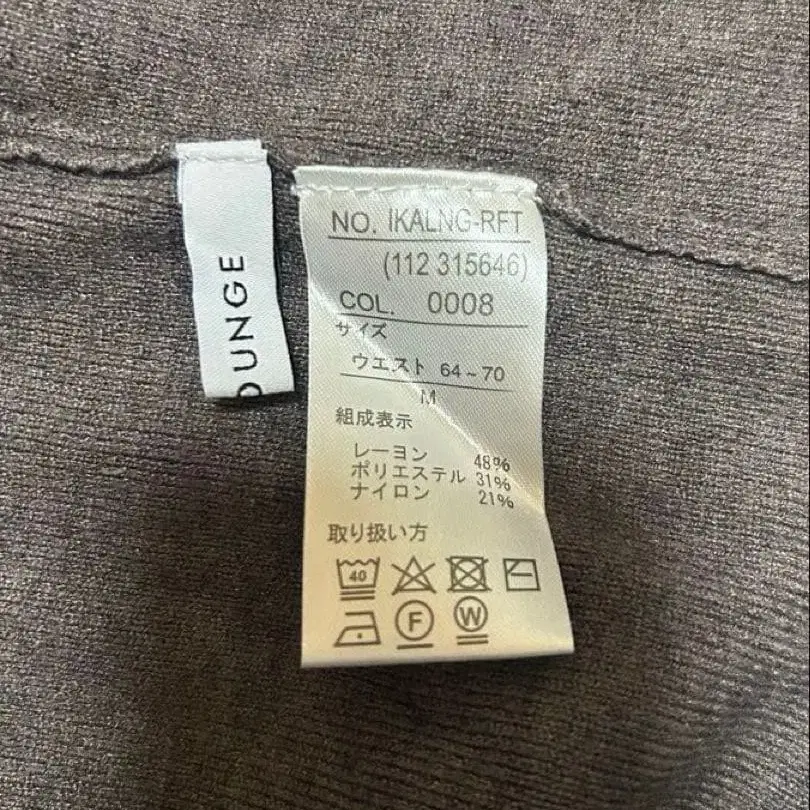 OUNGE
NO. IKALNG-RFT
(112 315646)
COL. 0008
サイズ
ウエスト 64~70
M
組成表示
レーヨン 48%
ポリエステル 31%
ナイロン 21%
取り扱い方
40
F W